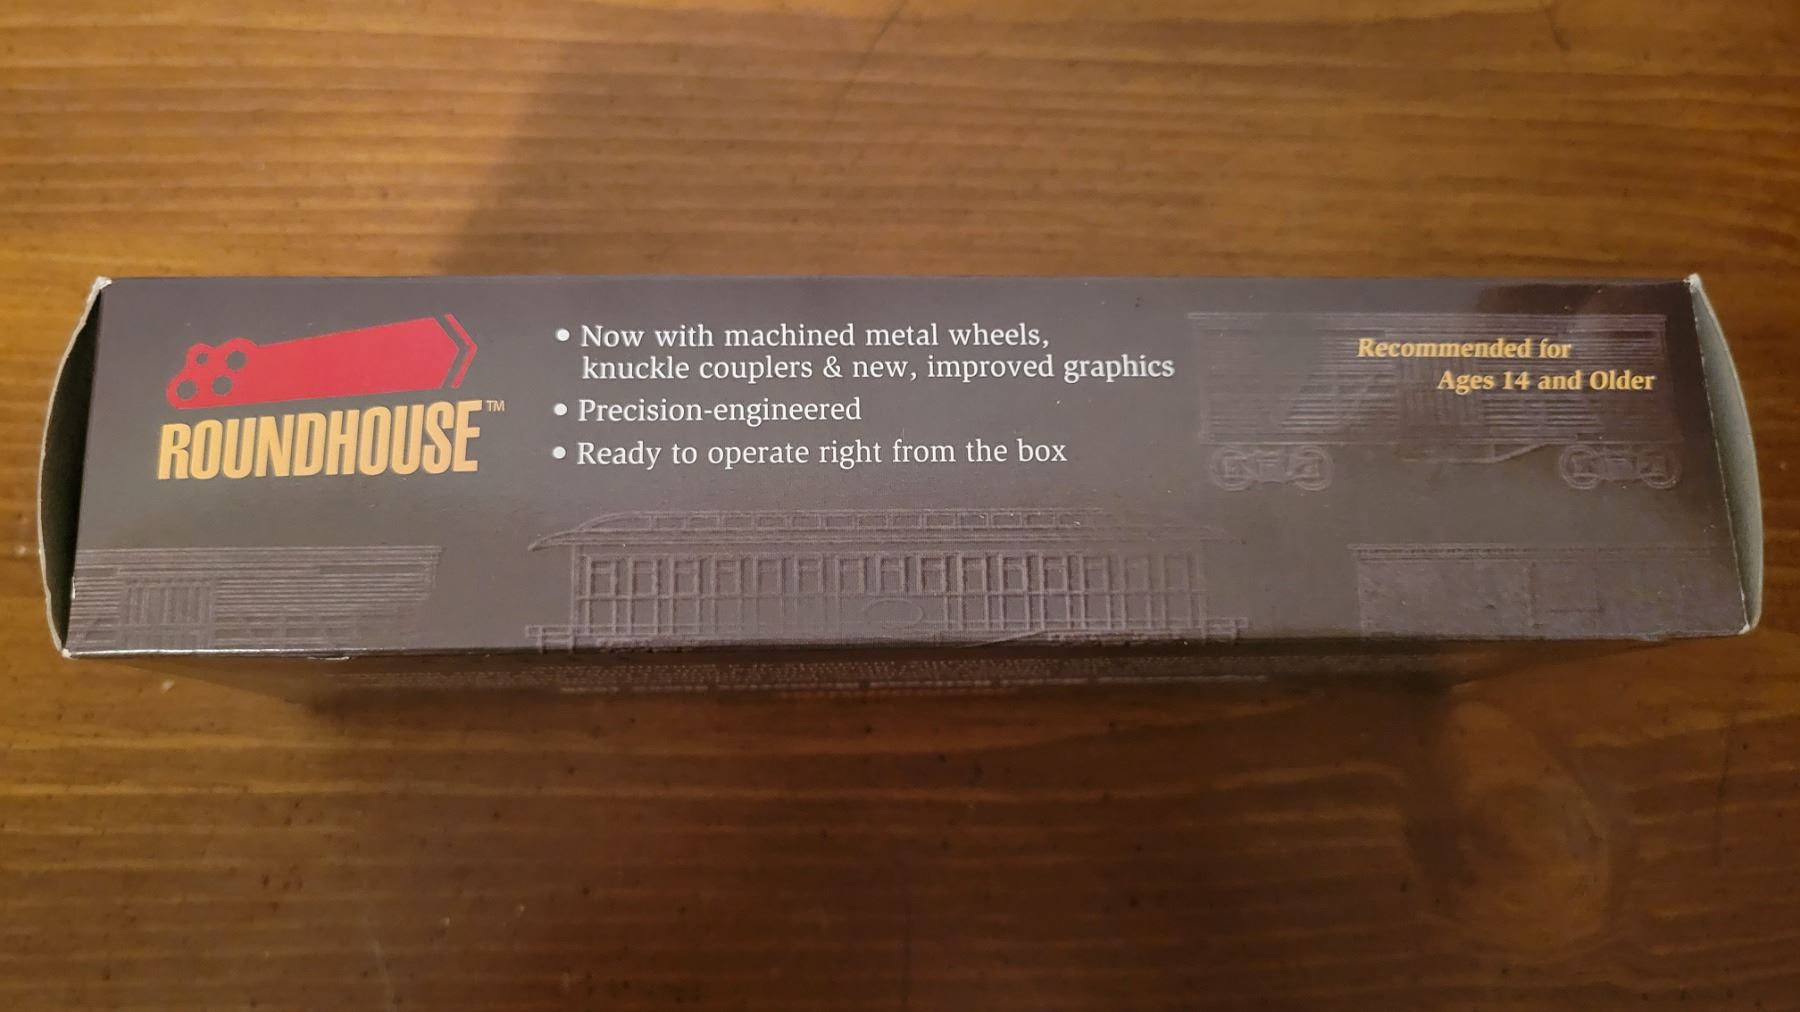 ROUNDHOUSE™
• Now with machined metal wheels,
knuckle couplers & new, improved graphics
• Precision-engineered
• Ready to operate right from the box
Recommended for
Ages 14 and Older